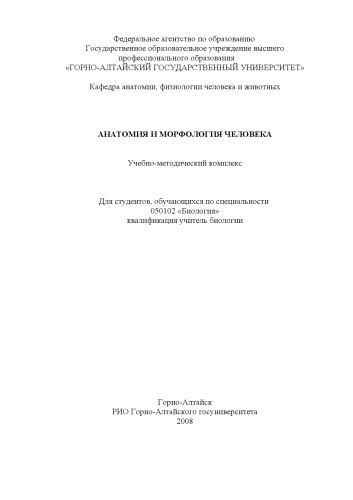 Федеральное агентство по образованию
Государственное образовательное учреждение высшего
профессионального образования
«ГОРНО-АЛТАЙСКИЙ ГОСУДАРСТВЕННЫЙ УНИВЕРСИТЕТ»
Кафедра анатомии, физиологии человека и животных
АНАТОМИЯ И МОРФОЛОГИЯ ЧЕЛОВЕКА
Учебно-методический комплекс
Для студентов, обучающихся по специальности
050102 «Биология»
квалификация учитель биологии
Горно-Алтайск
РИО Горно-Алтайского госуниверситета
2008